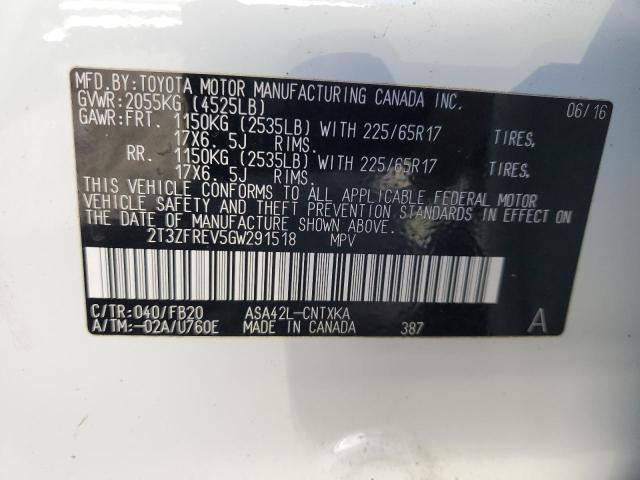 MFD.BY:TOYOTA MOTOR MANUFACTURING CANADA INC.
GVWR:2055KG (4525LB) 06/16
GAWR:FRT. 1150KG (2535LB) WITH 225/65R17 TIRES,
17X6. 5J RIMS.
RR. 1150KG (2535LB) WITH 225/65R17 TIRES,
17X6. 5J RIMS.
THIS VEHICLE CONFORMS TO ALL APPLICABLE FEDERAL MOTOR
VEHICLE SAFETY AND THEFT PREVENTION STANDARDS IN EFFECT ON
THE DATE OF MANUFACTURE SHOWN ABOVE.
2T3ZFREV5GW291518 MPV
C/TR:040/FB20 ASA42L-CNTXKA
A/TM:-02A/U760E MADE IN CANADA 387 A